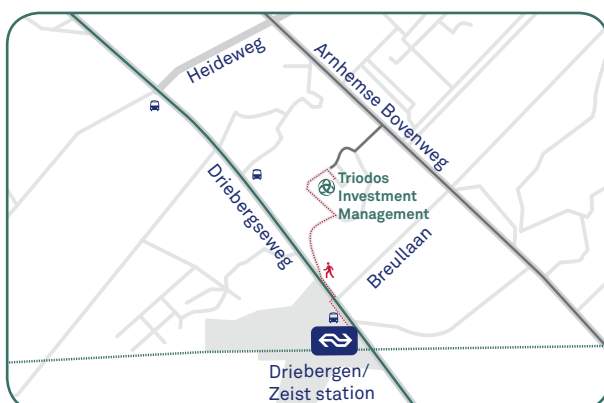 Heideweg
Arnhemse Bovenweg
Driebergseweg
Triodos
Investment
Management
Breullaan
Driebergen/
Zeist station